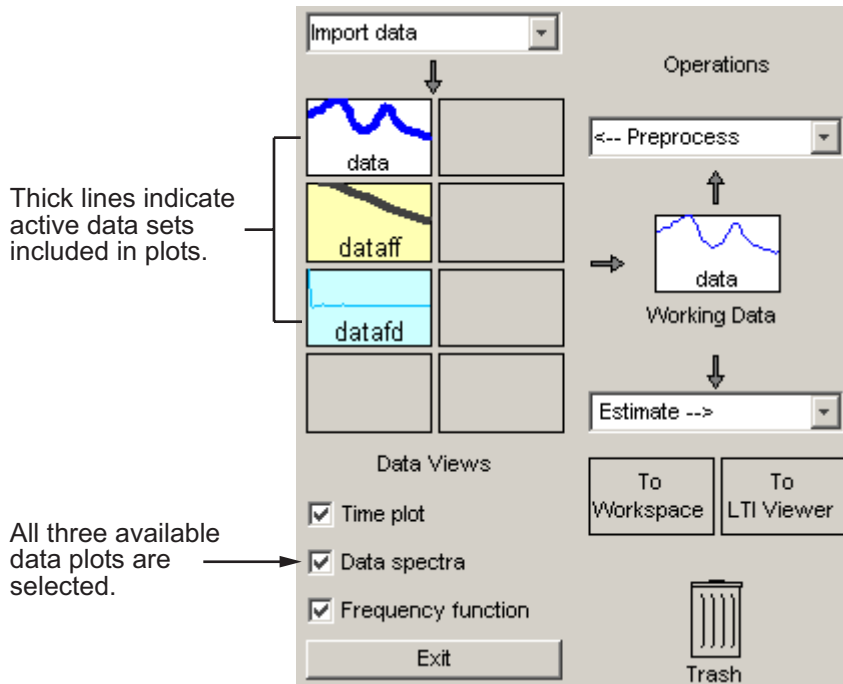 Import data
Operations
data
<-- Preprocess
Thick lines indicate
active data sets
included in plots.
dataff
data
Working Data
datafd
Estimate -->
Data Views
To
Workspace
To
LTI Viewer
Time plot
All three available
data plots are
selected.
Data spectra
Frequency function
Exit
Trash